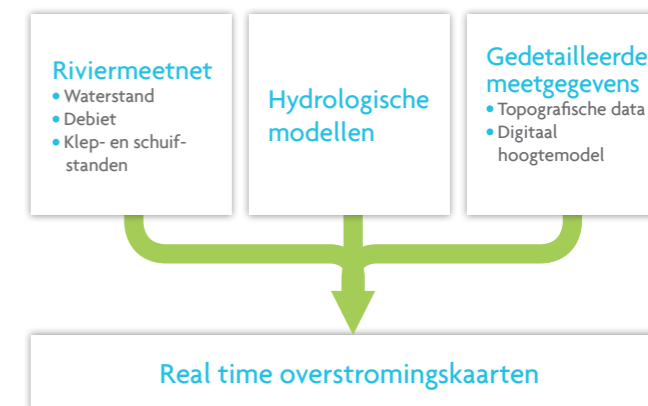 Riviermeetnet
• Waterstand
• Debiet
• Klep- en schuif-
standen
Hydrologische
modellen
Gedetailleerde
meetgegevens
• Topografische data
• Digitaal
hoogtemodel
Real time overstromingskaarten